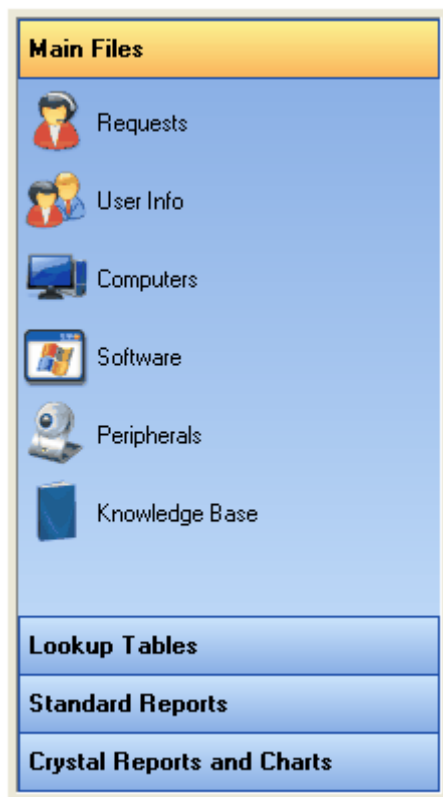 Main Files
Requests
User Info
Computers
Software
Peripherals
Knowledge Base
Lookup Tables
Standard Reports
Crystal Reports and Charts